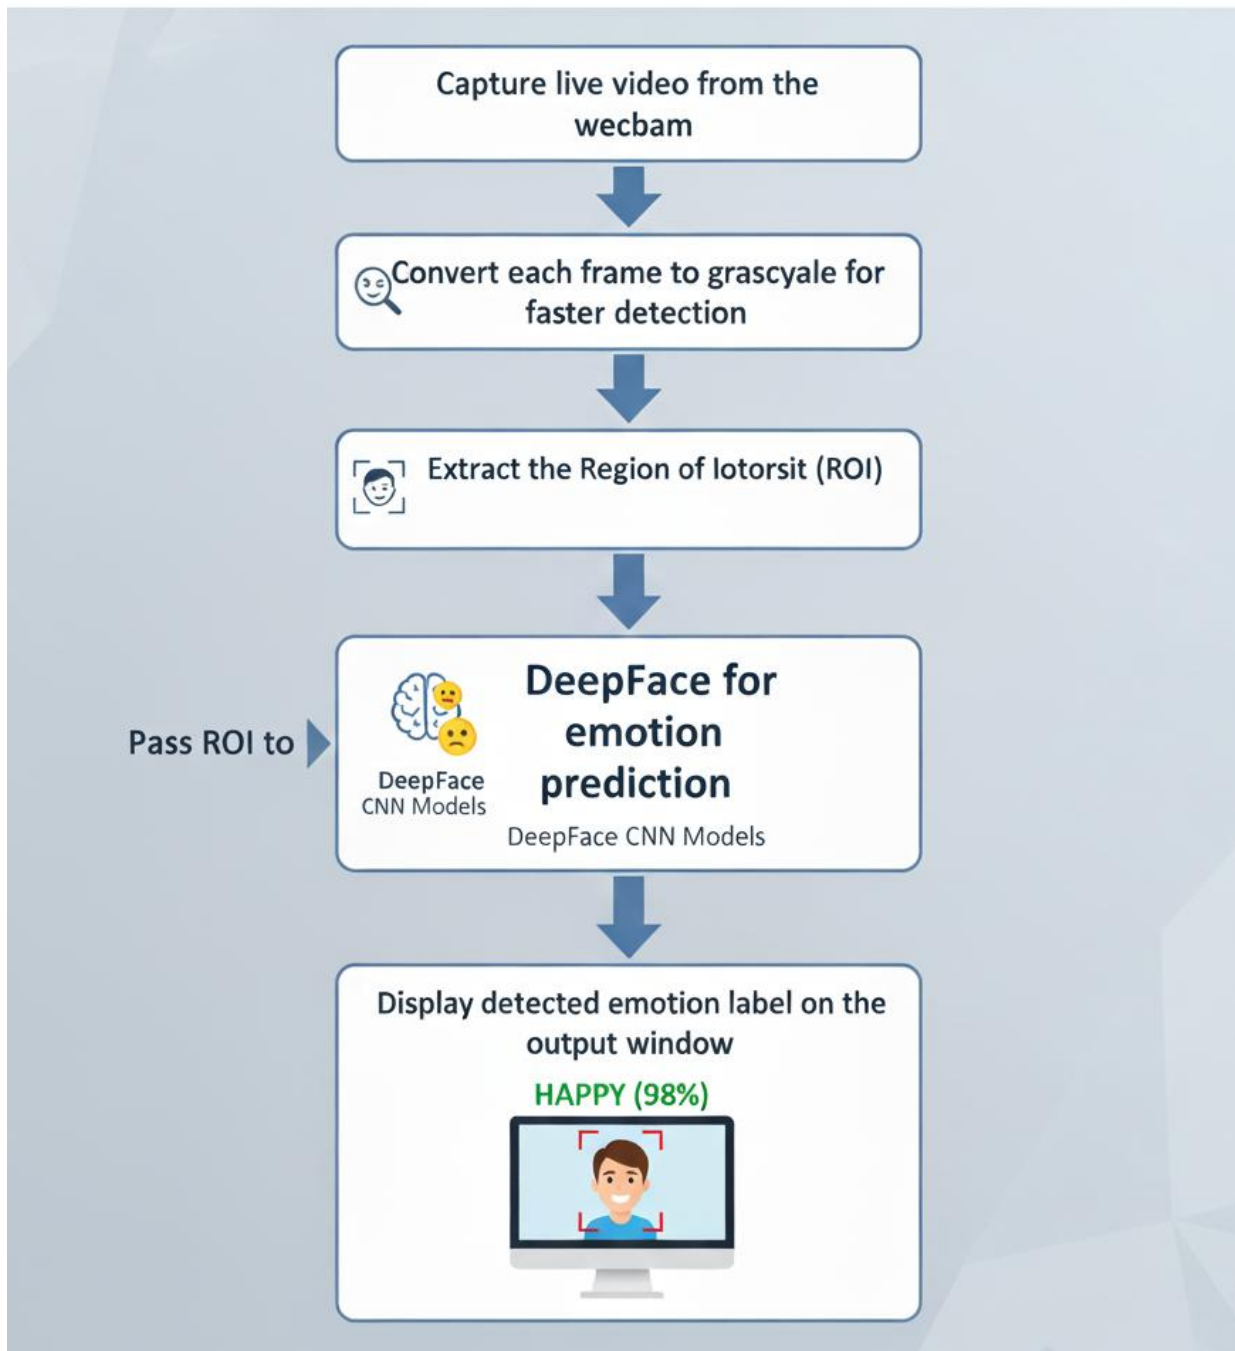 Capture live video from the
wecbam
Convert each frame to grascyale for
faster detection
Extract the Region of Iotorsit (ROI)
Pass ROI to
DeepFace
CNN Models
DeepFace for
emotion
prediction
DeepFace CNN Models
Display detected emotion label on the
output window
HAPPY (98%)